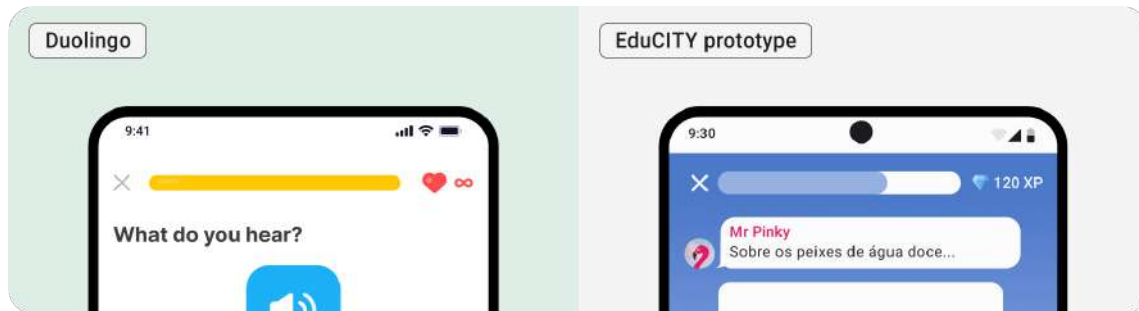 Duolingo
9:41
∞
What do you hear?
EduCITY prototype
9:30
120 XP
Mr Pinky
Sobre os peixes de água doce...